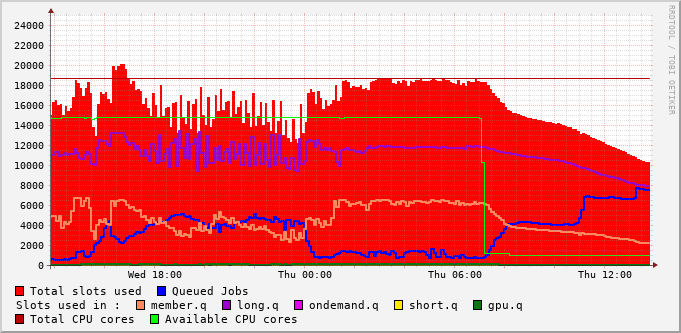 RRDTOOL / TOBI OETIKER
24000
22000
20000
18000
16000
14000
12000
10000
8000
6000
4000
2000
0
Wed 18:00 Thu 00:00 Thu 06:00 Thu 12:00
Total slots used Queued Jobs
Slots used in : member.q long.q ondemand.q short.q gpu.q
Total CPU cores Available CPU cores